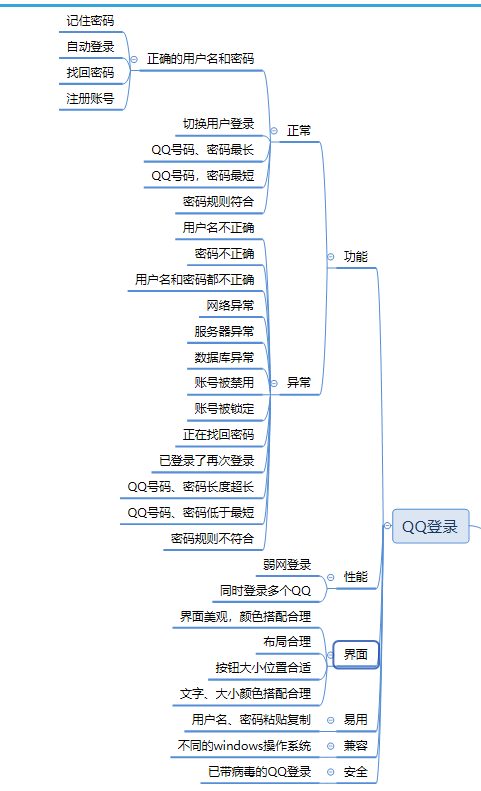 记住密码
自动登录
找回密码
注册账号
正确的用户名和密码
切换用户登录
QQ号码、密码最长
QQ号码，密码最短
密码规则符合
正常
用户名不正确
密码不正确
用户名和密码都不正确
网络异常
服务器异常
数据库异常
账号被禁用
账号被锁定
正在找回密码
已登录了再次登录
QQ号码、密码长度超长
QQ号码、密码低于最短
密码规则不符合
异常
功能
弱网登录
同时登录多个QQ
性能
界面美观，颜色搭配合理
布局合理
按钮大小位置合适
文字、大小颜色搭配合理
界面
用户名、密码粘贴复制
易用
不同的windows操作系统
兼容
已带病毒的QQ登录
安全
QQ登录